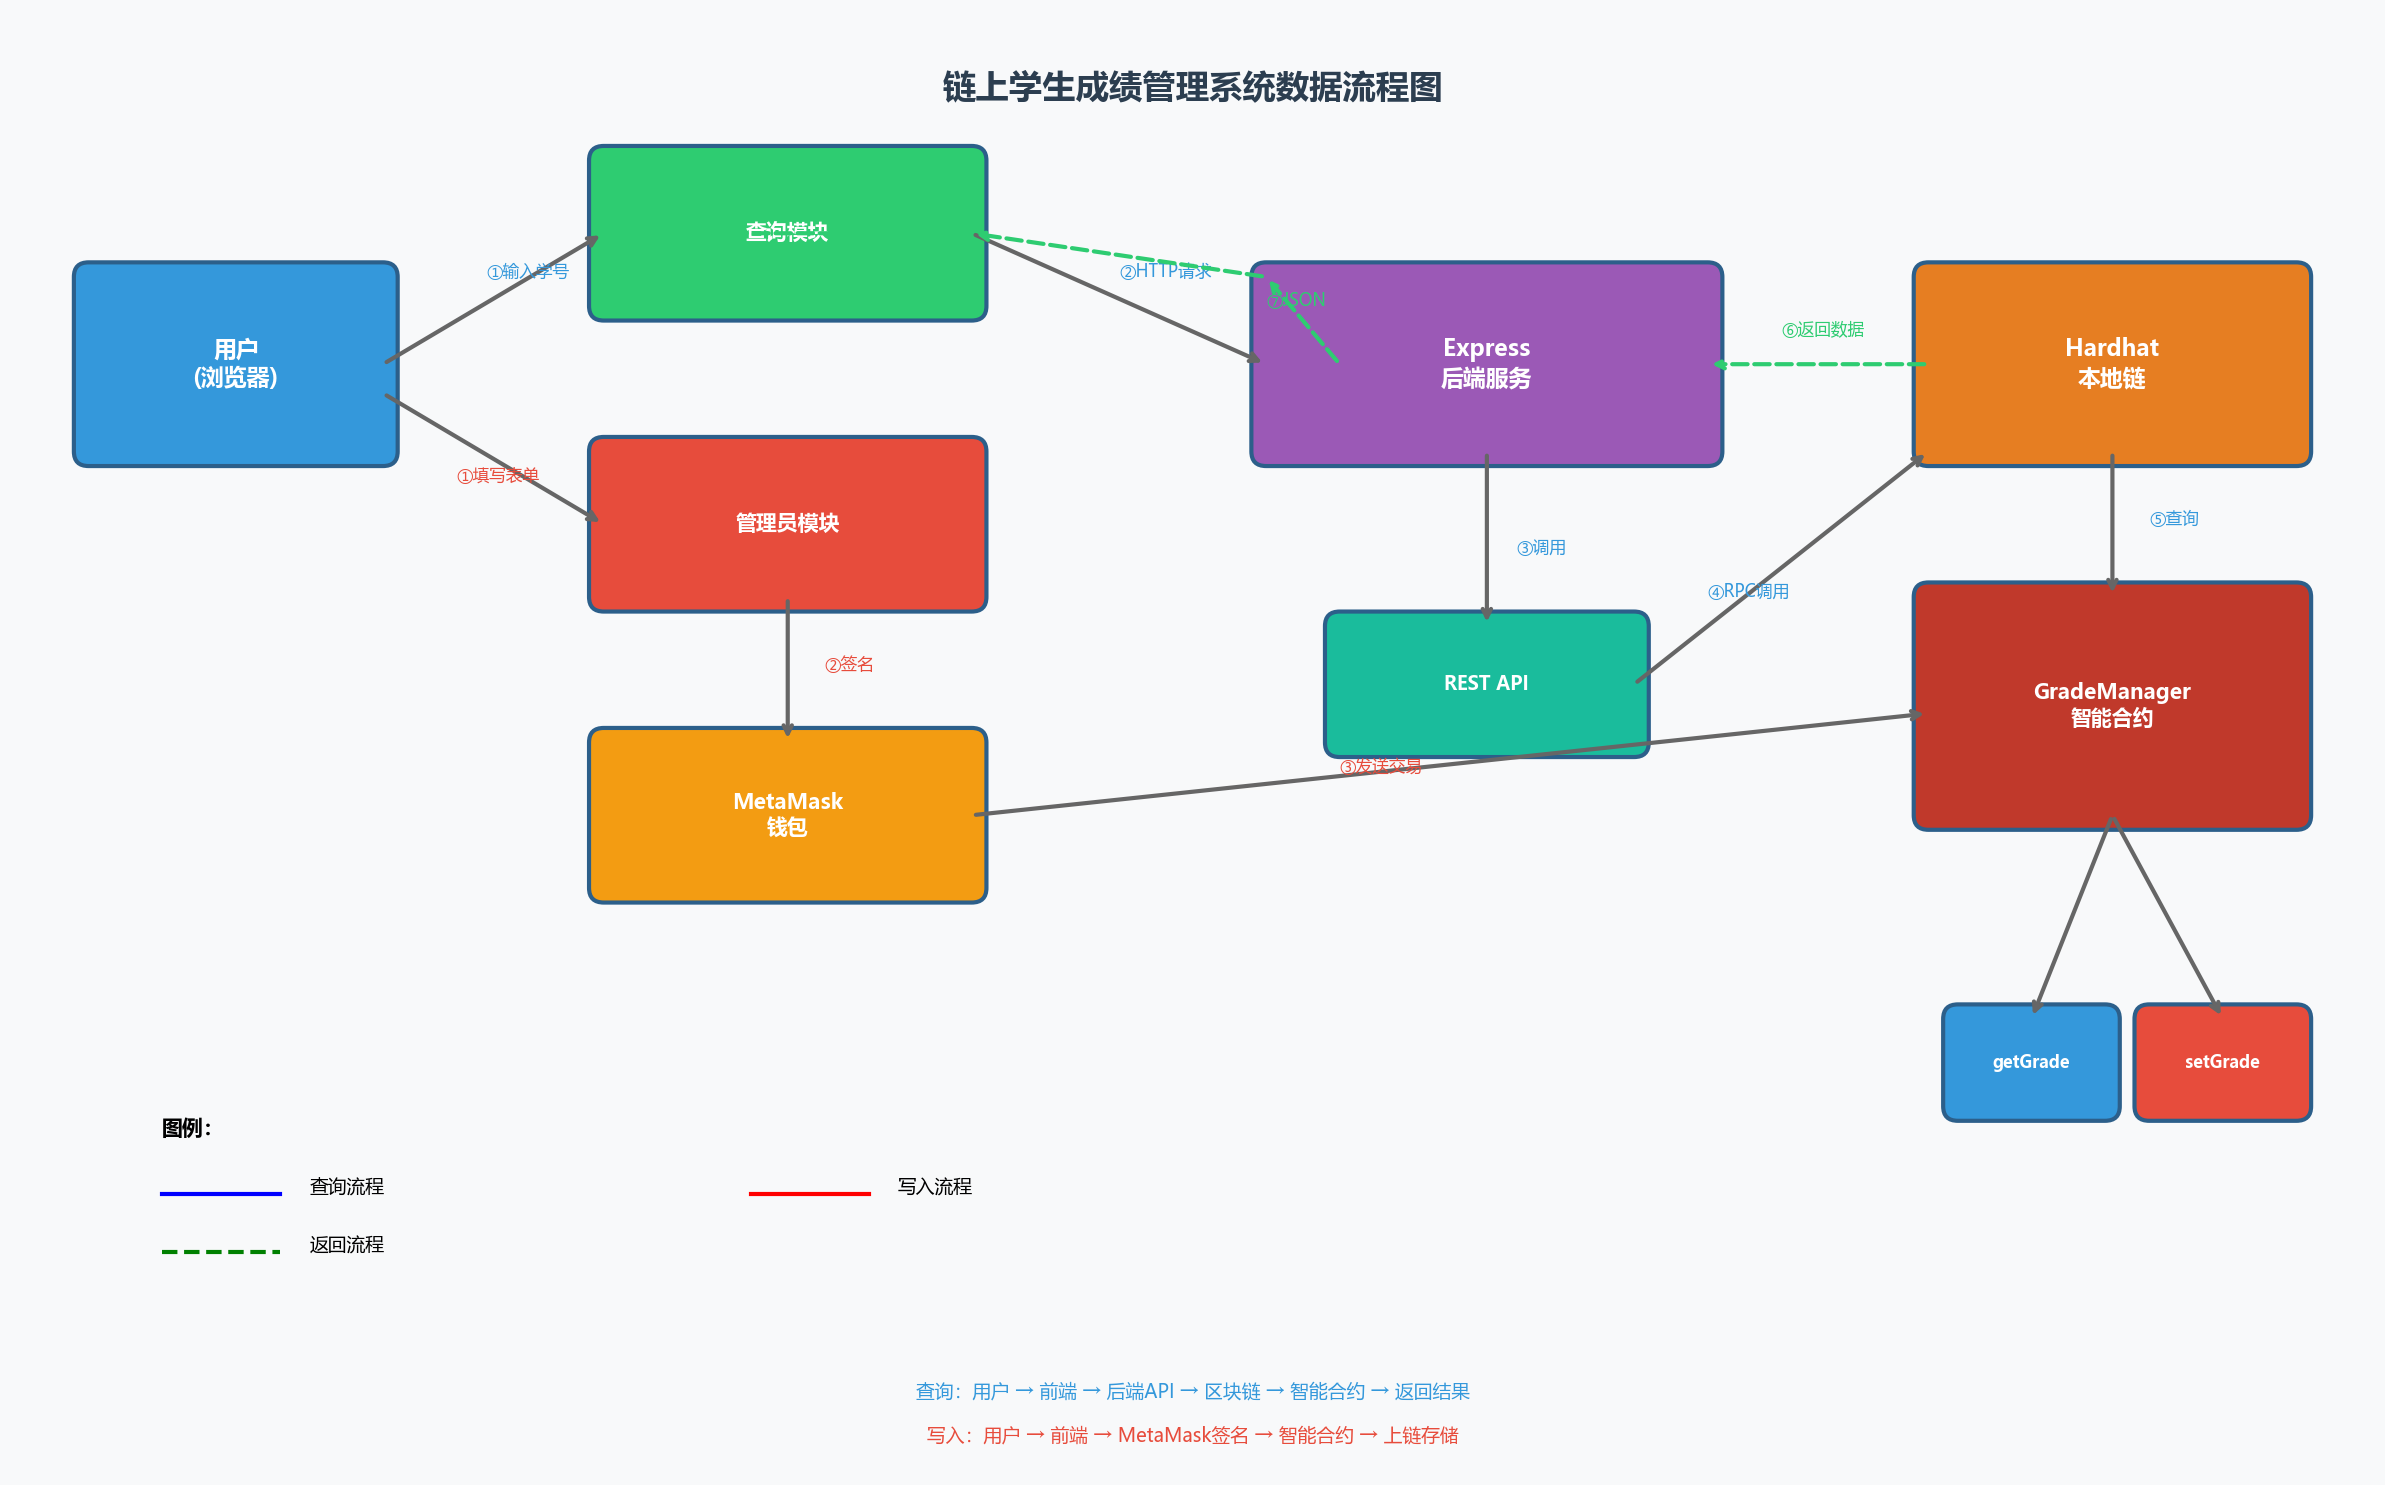 链上学生成绩管理系统数据流程图
查询模块
①输入学号
②HTTP请求
用户
(浏览器)
⑦JSON
Express
后端服务
⑥返回数据
Hardhat
本地链
①填写表单
管理员模块
③调用
⑤查询
④RPC调用
②签名
REST API
GradeManager
智能合约
③发送交易
MetaMask
钱包
getGrade
setGrade
图例：
查询流程
写入流程
返回流程
查询：用户 → 前端 → 后端API → 区块链 → 智能合约 → 返回结果
写入：用户 → 前端 → MetaMask签名 → 智能合约 → 上链存储